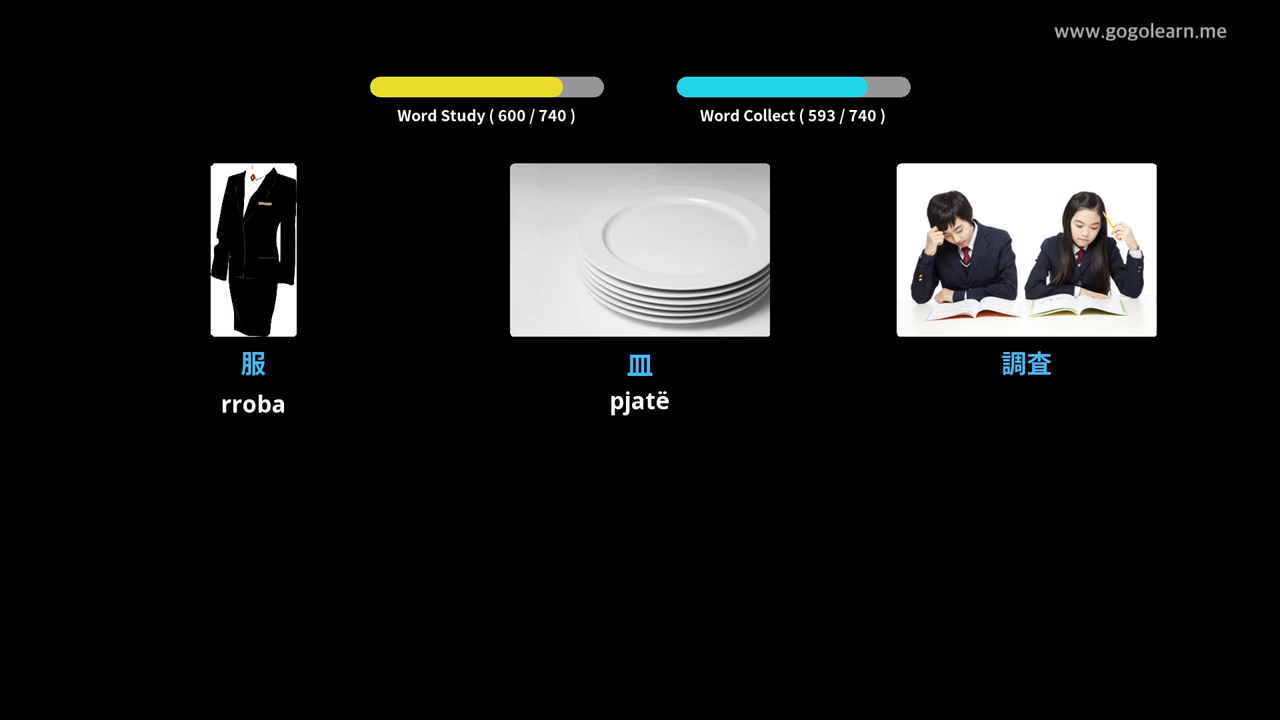 www.gogolearn.me
Word Study ( 600 / 740 )
Word Collect ( 593 / 740 )
服
rroba
皿
pjatë
調査